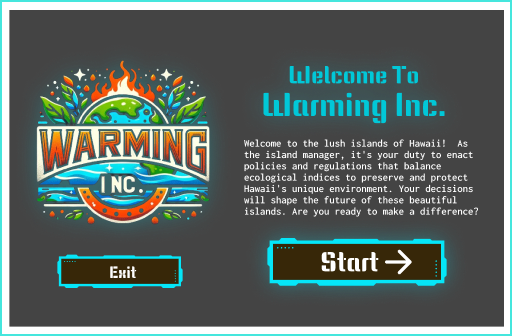 WARMING
INC.
Exit
Welcome To
Warming Inc.
Welcome to the lush islands of Hawaii!  As
the island manager, it's your duty to enact
policies and regulations that balance
ecological indices to preserve and protect
Hawaii's unique environment. Your decisions
will shape the future of these beautiful
islands. Are you ready to make a difference?
Start